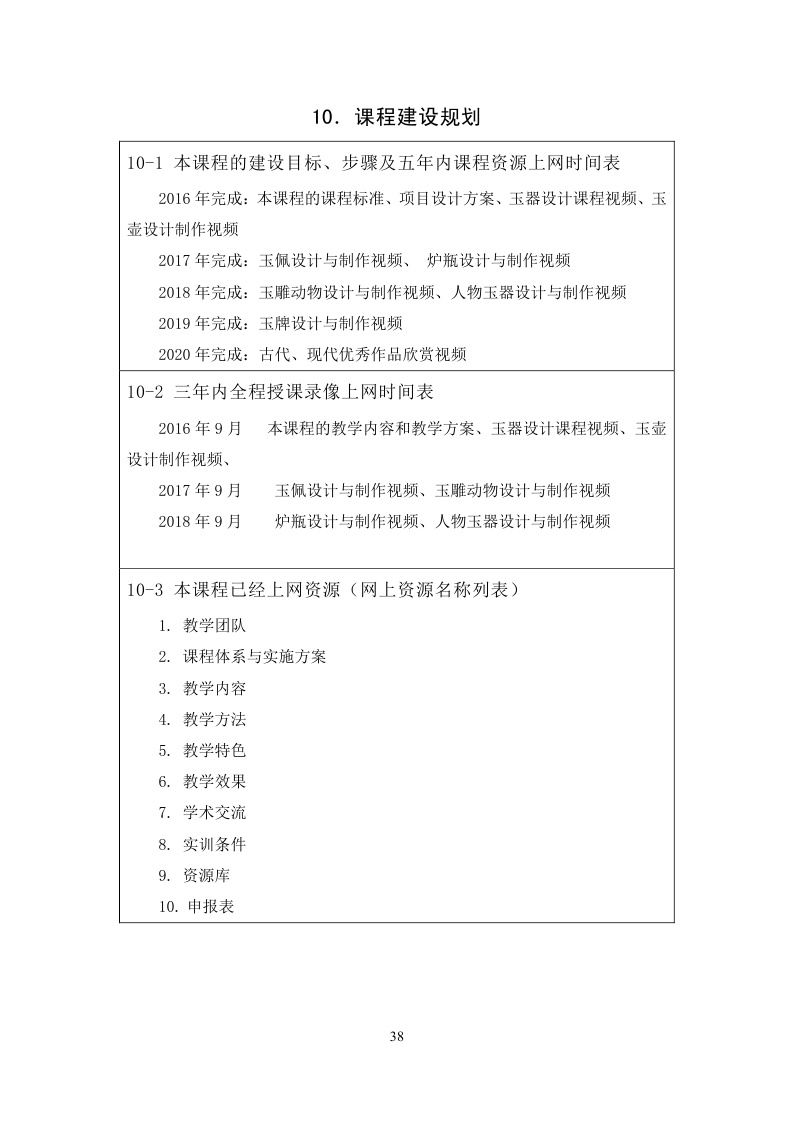 10. 课程建设规划
10-1 本课程的建设目标、步骤及五年内课程资源上网时间表
2016 年完成：本课程的课程标准、项目设计方案、玉器设计课程视频、玉
壶设计制作视频
2017 年完成：玉佩设计与制作视频、 炉瓶设计与制作视频
2018 年完成：玉雕动物设计与制作视频、人物玉器设计与制作视频
2019 年完成：玉牌设计与制作视频
2020 年完成：古代、现代优秀作品欣赏视频
10-2 三年内全程授课录像上网时间表
2016 年 9 月 本课程的教学内容和教学方案、玉器设计课程视频、玉壶
设计制作视频、
2017 年 9 月 玉佩设计与制作视频、玉雕动物设计与制作视频
2018 年 9 月 炉瓶设计与制作视频、人物玉器设计与制作视频
10-3 本课程已经上网资源（网上资源名称列表）
1. 教学团队
2. 课程体系与实施方案
3. 教学内容
4. 教学方法
5. 教学特色
6. 教学效果
7. 学术交流
8. 实训条件
9. 资源库
10. 申报表
38